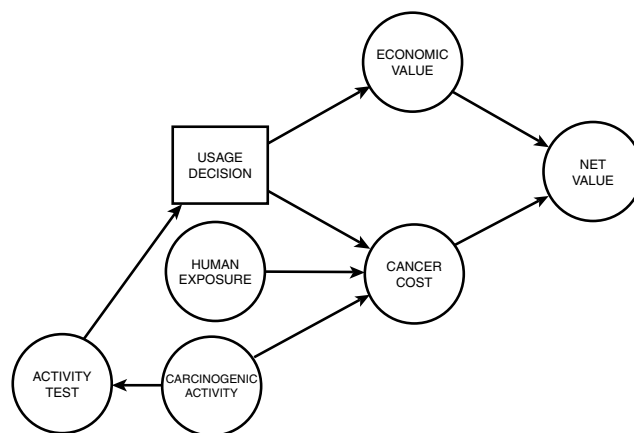 ECONOMIC
VALUE
USAGE
DECISION
NET
VALUE
HUMAN
EXPOSURE
CANCER
COST
ACTIVITY
TEST
CARCINOGENIC
ACTIVITY